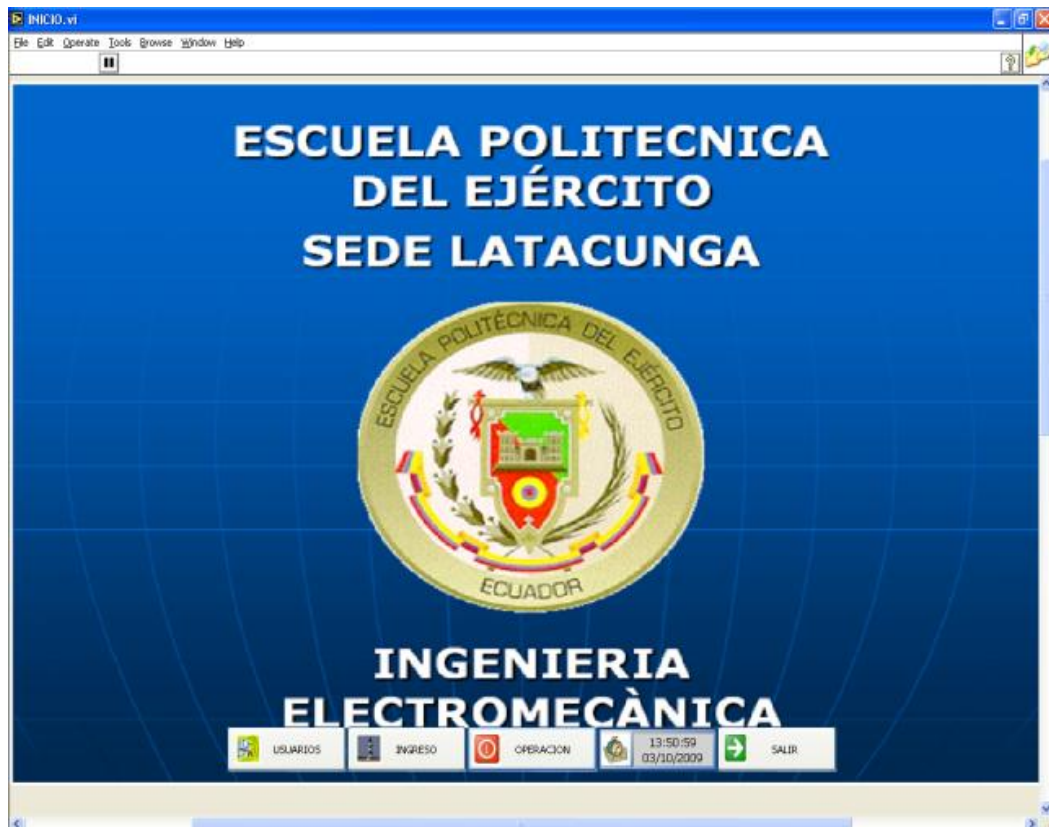 INICIO.vi
File Edit Operate Tools Browse Window Help
ESCUELA POLITECNICA
DEL EJÉRCITO
SEDE LATACUNGA
ESCUELA POLITÉCNICA DEL EJÉRCITO
ECUADOR
INGENIERIA
ELECTROMECÀNICA
USUARIOS INGRESO OPERACION 13:50:59 SALIR
03/10/2009